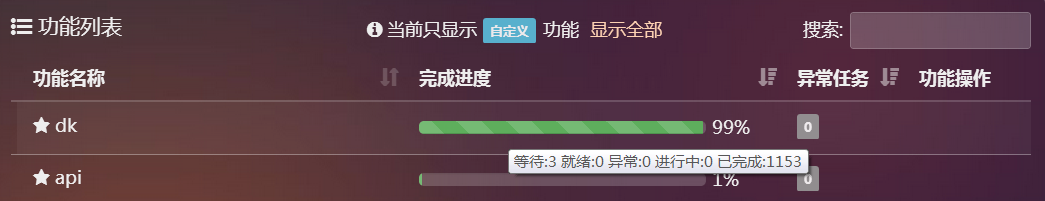 功能列表 当前只显示 自定义 功能 显示全部 搜索:
功能名称 完成进度 异常任务 功能操作
dk 99% 0
等待:3 就绪:0 异常:0 进行中:0 已完成:1153
api 1% 0